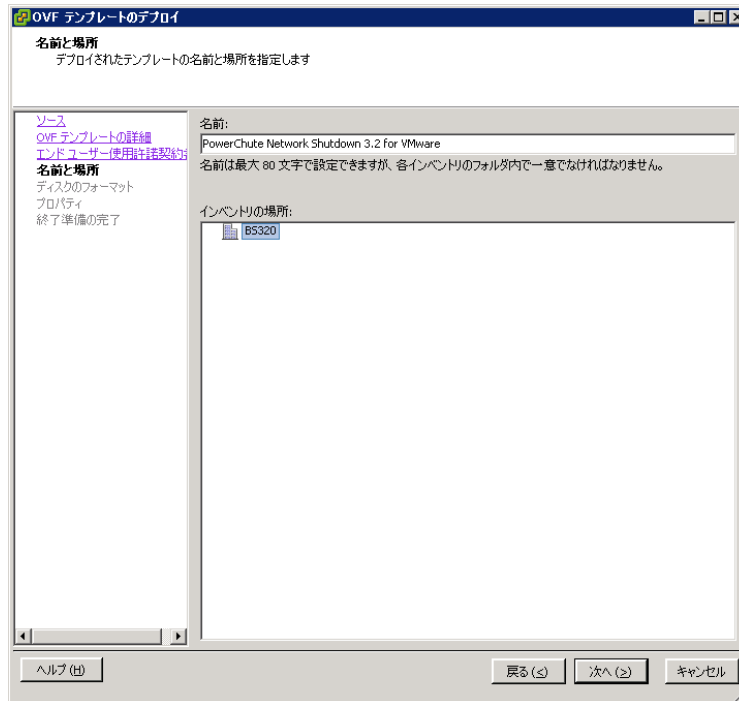 OVF テンプレートのデプロイ
名前と場所
デプロイされたテンプレートの名前と場所を指定します
ソース
OVF テンプレートの詳細
エンド ユーザー使用許諾契約
名前と場所
ディスクのフォーマット
プロパティ
終了準備の完了
名前:
PowerChute Network Shutdown 3.2 for VMware
名前は最大 80 文字で設定できますが、各インベントリのフォルダ内で一意でなければなりません。
インベントリの場所:
BS320
ヘルプ(H)
戻る(<)
次へ(>)
キャンセル